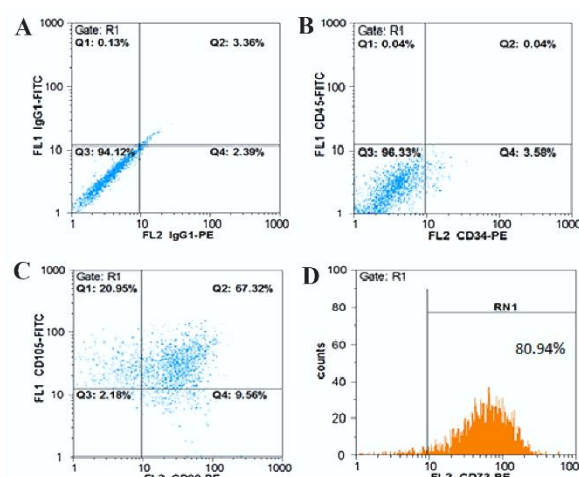 A
Gate: R1
Q1: 0.13%
Q2: 3.36%
Q3: 94.12%
Q4: 2.39%
1000
100
10
1
1
10
100
1000
FL1 IgG1-FITC
FL2 IgG1-PE
B
Gate: R1
Q1: 0.04%
Q2: 0.04%
Q3: 96.33%
Q4: 3.58%
1000
100
10
1
1
10
100
1000
FL1 CD45-FITC
FL2 CD34-PE
C
Gate: R1
Q1: 20.95%
Q2: 67.32%
Q3: 2.18%
Q4: 9.56%
1000
100
10
1
1
10
100
1000
FL1 CD105-FITC
FL2
D
Gate: R1
RN1
80.94%
100
80
60
40
20
0
1
10
100
counts
FL2